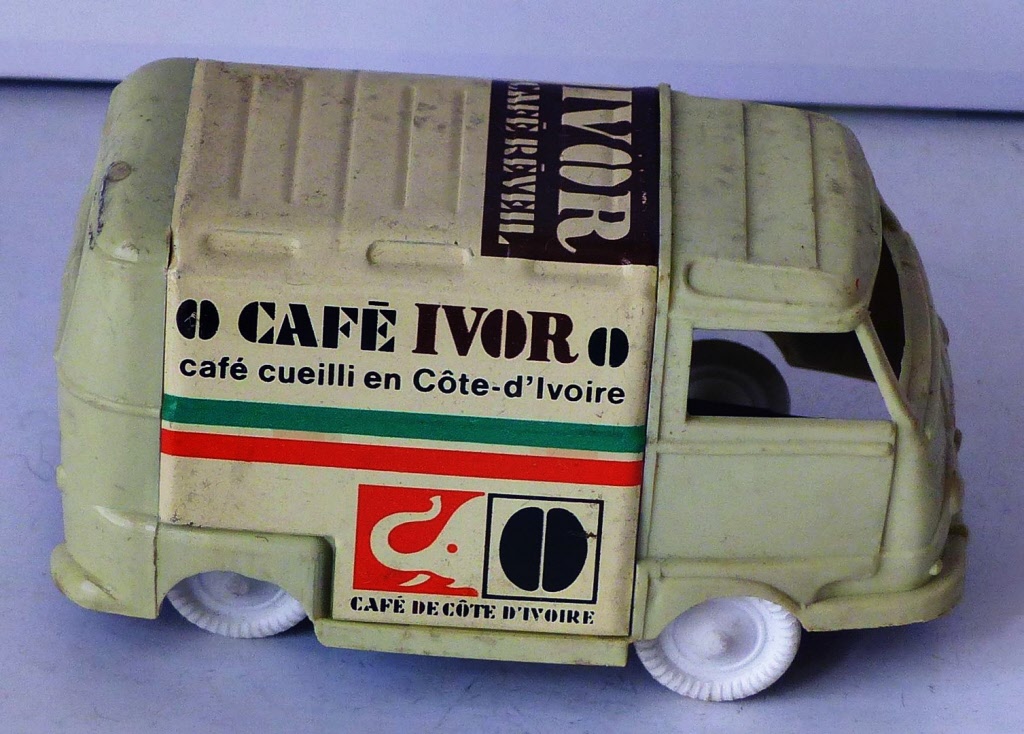 IVOR
CAFÉ RÉVEIL
CAFÉ IVOR
café cueilli en Côte-d'Ivoire
CAFÉ DE CÔTE D'IVOIRE